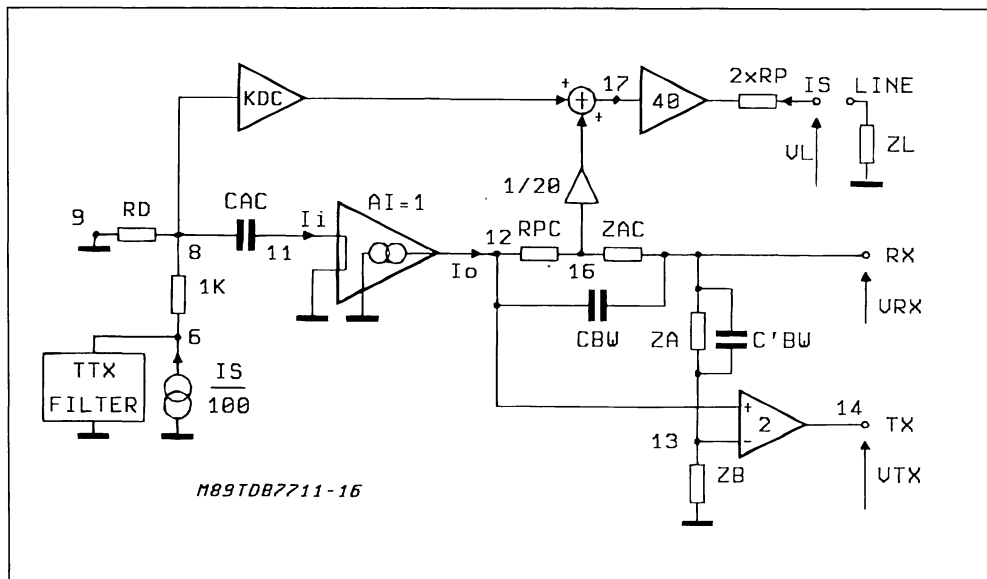 KDC
17
40
2×RP
IS
LINE
VL
ZL
1/20
9
RD
8
CAC
11
Ii
AI=1
Io
12
RPC
16
ZAC
RX
VRX
1K
6
TTX
FILTER
IS
100
CBW
ZA
C'BW
13
2
14
TX
VTX
ZB
M89TDB7711-16